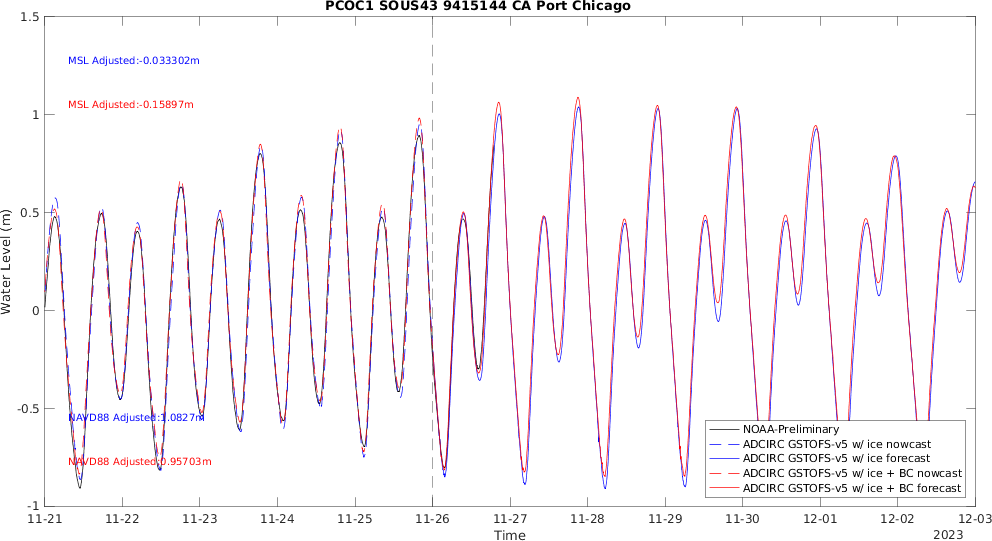 PCOC1 SOUS43 9415144 CA Port Chicago
1.5
MSL Adjusted:-0.033302m
MSL Adjusted:-0.15897m
1
0.5
Water Level (m)
0
-0.5
NAVD88 Adjusted:1.0827m
NAVD88 Adjusted:0.95703m
-1
NOAA-Preliminary
ADCIRC GSTOFS-v5 w/ ice nowcast
ADCIRC GSTOFS-v5 w/ ice forecast
ADCIRC GSTOFS-v5 w/ ice + BC nowcast
ADCIRC GSTOFS-v5 w/ ice + BC forecast
11-21 11-22 11-23 11-24 11-25 11-26 11-27 11-28 11-29 11-30 12-01 12-02 12-03
Time
2023